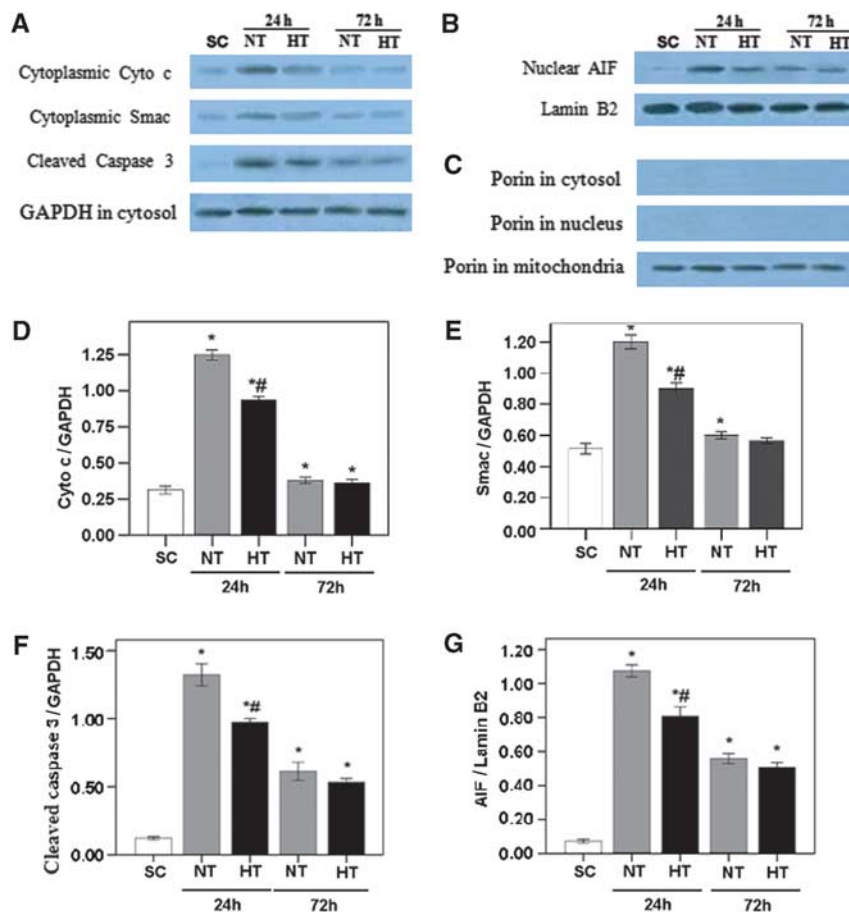 A
24 h
72 h
SC NT HT NT HT
Cytoplasmic Cyto c
Cytoplasmic Smac
Cleaved Caspase 3
GAPDH in cytosol
B
24 h
72 h
SC NT HT NT HT
Nuclear AIF
Lamin B2
C
Porin in cytosol
Porin in nucleus
Porin in mitochondria
D
Cyto c/GAPDH
1.25
1.00
0.75
0.50
0.25
0.00
*
*#
*
*
SC NT HT NT HT
24h 72h
E
Smac/GAPDH
1.20
1.00
0.80
0.60
0.40
0.20
0.00
*
*#
*
SC NT HT NT HT
24h 72h
F
Cleaved caspase 3/GAPDH
1.50
1.00
0.50
0.00
*
*#
*
*
SC NT HT NT HT
24h 72h
G
AIF/Lamin B2
1.20
1.00
0.80
0.60
0.40
0.20
0.00
*
*#
*
*
SC NT HT NT HT
24h 72h